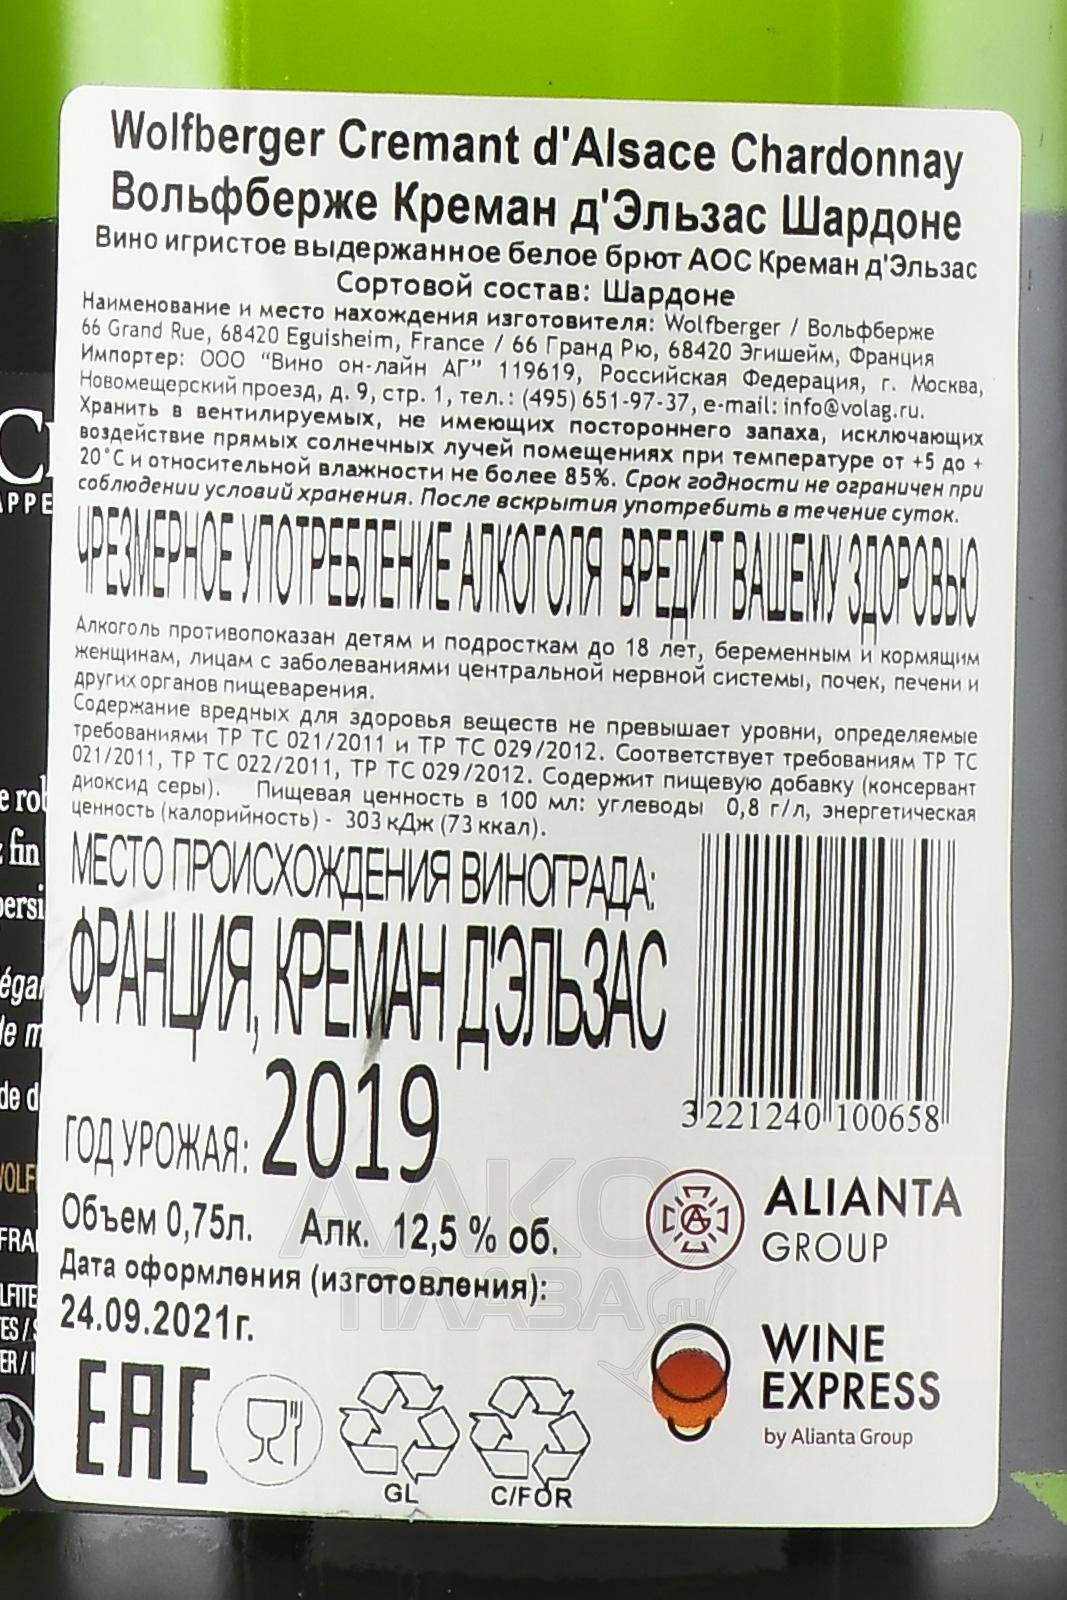 Wolfberger Cremant d'Alsace Chardonnay
Вольфберже Креман д'Эльзас Шардоне
Вино игристое выдержанное белое брют АОС Креман д'Эльзас
Сортовой состав: Шардоне
Наименование и место нахождения изготовителя: Wolfberger / Вольфберже
66 Grand Rue, 68420 Eguisheim, France / 66 Гранд Рю, 68420 Эгишейм, Франция
Импортер: ООО “Вино он-лайн АГ” 119619, Российская Федерация, г. Москва,
Новомещерский проезд, д. 9, стр. 1, тел.: (495) 651-97-37, e-mail: info@volag.ru.
Хранить в вентилируемых, не имеющих постороннего запаха, исключающих
воздействие прямых солнечных лучей помещениях при температуре от +5 до +
20°С и относительной влажности не более 85%. Срок годности не ограничен при
соблюдении условий хранения. После вскрытия употребить в течение суток.
ЧРЕЗМЕРНОЕ УПОТРЕБЛЕНИЕ АЛКОГОЛЯ ВРЕДИТ ВАШЕМУ ЗДОРОВЬЮ
Алкоголь противопоказан детям и подросткам до 18 лет, беременным и кормящим
женщинам, лицам с заболеваниями центральной нервной системы, почек, печени и
других органов пищеварения.
Содержание вредных для здоровья веществ не превышает уровни, определяемые
требованиями ТР ТС 021/2011 и ТР ТС 029/2012. Соответствует требованиям ТР ТС
021/2011, ТР ТС 022/2011, ТР ТС 029/2012. Содержит пищевую добавку (консервант
диоксид серы). Пищевая ценность в 100 мл: углеводы 0,8 г/л, энергетическая
ценность (калорийность) - 303 кДж (73 ккал).
МЕСТО ПРОИСХОЖДЕНИЯ ВИНОГРАДА:
ФРАНЦИЯ, КРЕМАН Д'ЭЛЬЗАС
3 221240 100658
ГОД УРОЖАЯ: 2019
Объем 0,75л. Алк. 12,5 % об.
Дата оформления (изготовления):
24.09.2021г.
ALIANTA
GROUP
WINE
EXPRESS
by Alianta Group
EAC
GL
C/FOR
АЛКО
ПЛАЗА.ru